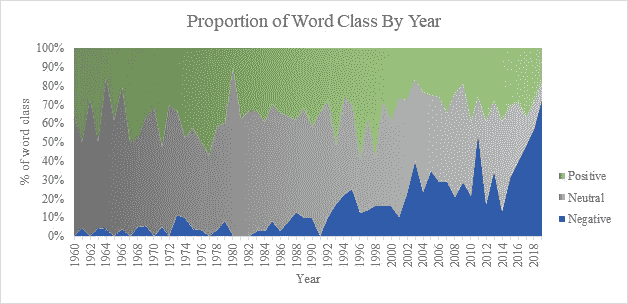 Proportion of Word Class By Year
100%
90%
80%
70%
60%
50%
40%
30%
20%
10%
0%
% of word class
1960 1962 1964 1966 1968 1970 1972 1974 1976 1978 1980 1982 1984 1986 1988 1990 1992 1994 1996 1998 2000 2002 2004 2006 2008 2010 2012 2014 2016 2018
Year
Positive
Neutral
Negative